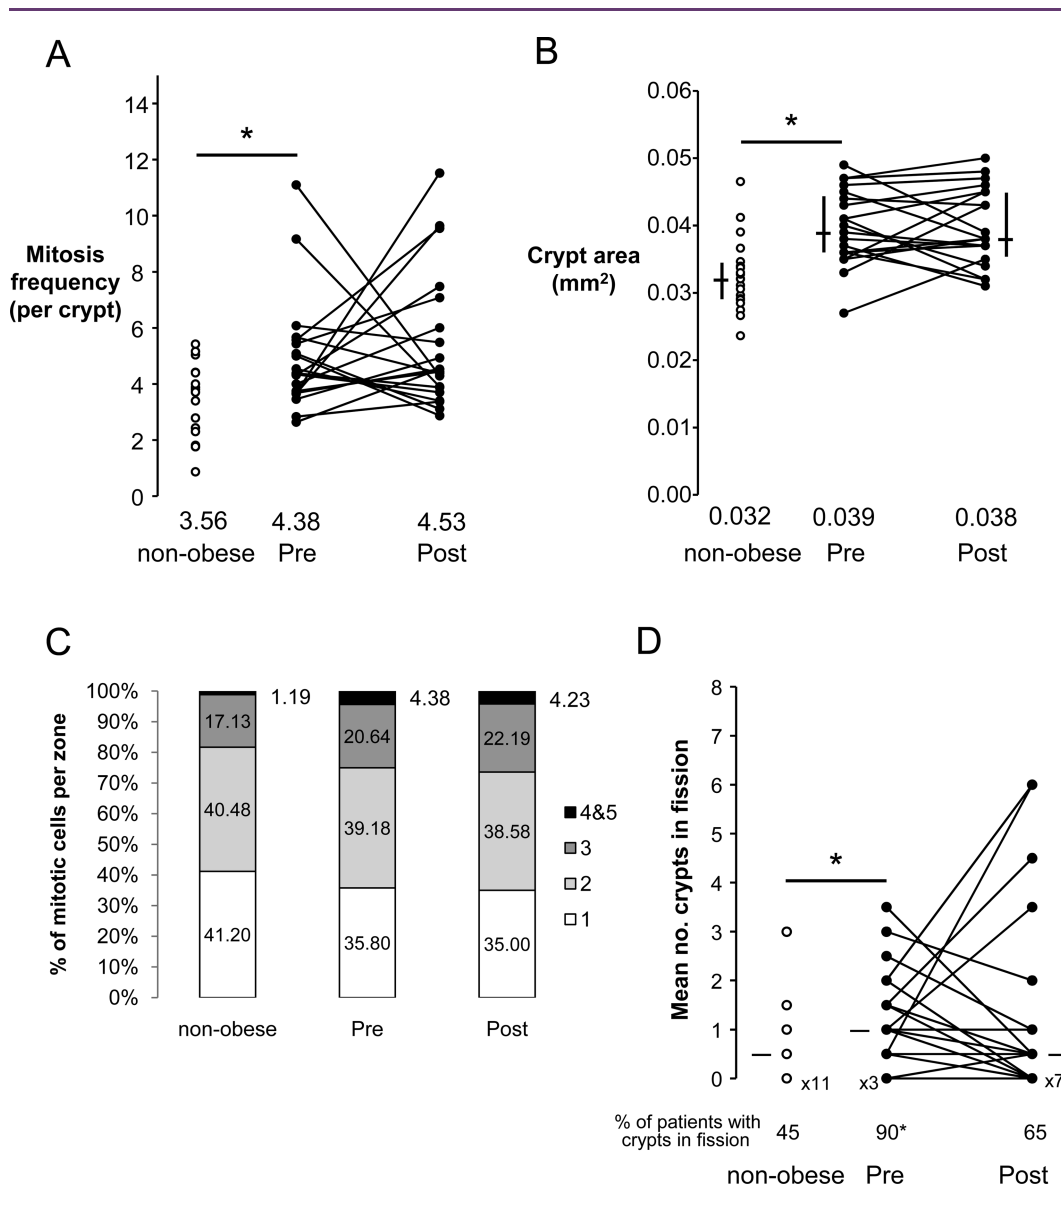 A
14
12
10
8
6
4
2
0
Mitosis
frequency
(per crypt)
*
3.56 4.38 4.53
non-obese Pre Post
B
0.06
0.05
0.04
0.03
0.02
0.01
0.00
Crypt area
(mm²)
*
0.032 0.039 0.038
non-obese Pre Post
C
100%
90%
80%
70%
60%
50%
40%
30%
20%
10%
0%
% of mitotic cells per zone
1.19 4.38 4.23
17.13 20.64 22.19
40.48 39.18 38.58
41.20 35.80 35.00
4&5
3
2
1
non-obese Pre Post
D
8
7
6
5
4
3
2
1
0
Mean no. crypts in fission
*
x11 x3 x7
% of patients with
crypts in fission
45 90* 65
non-obese Pre Post